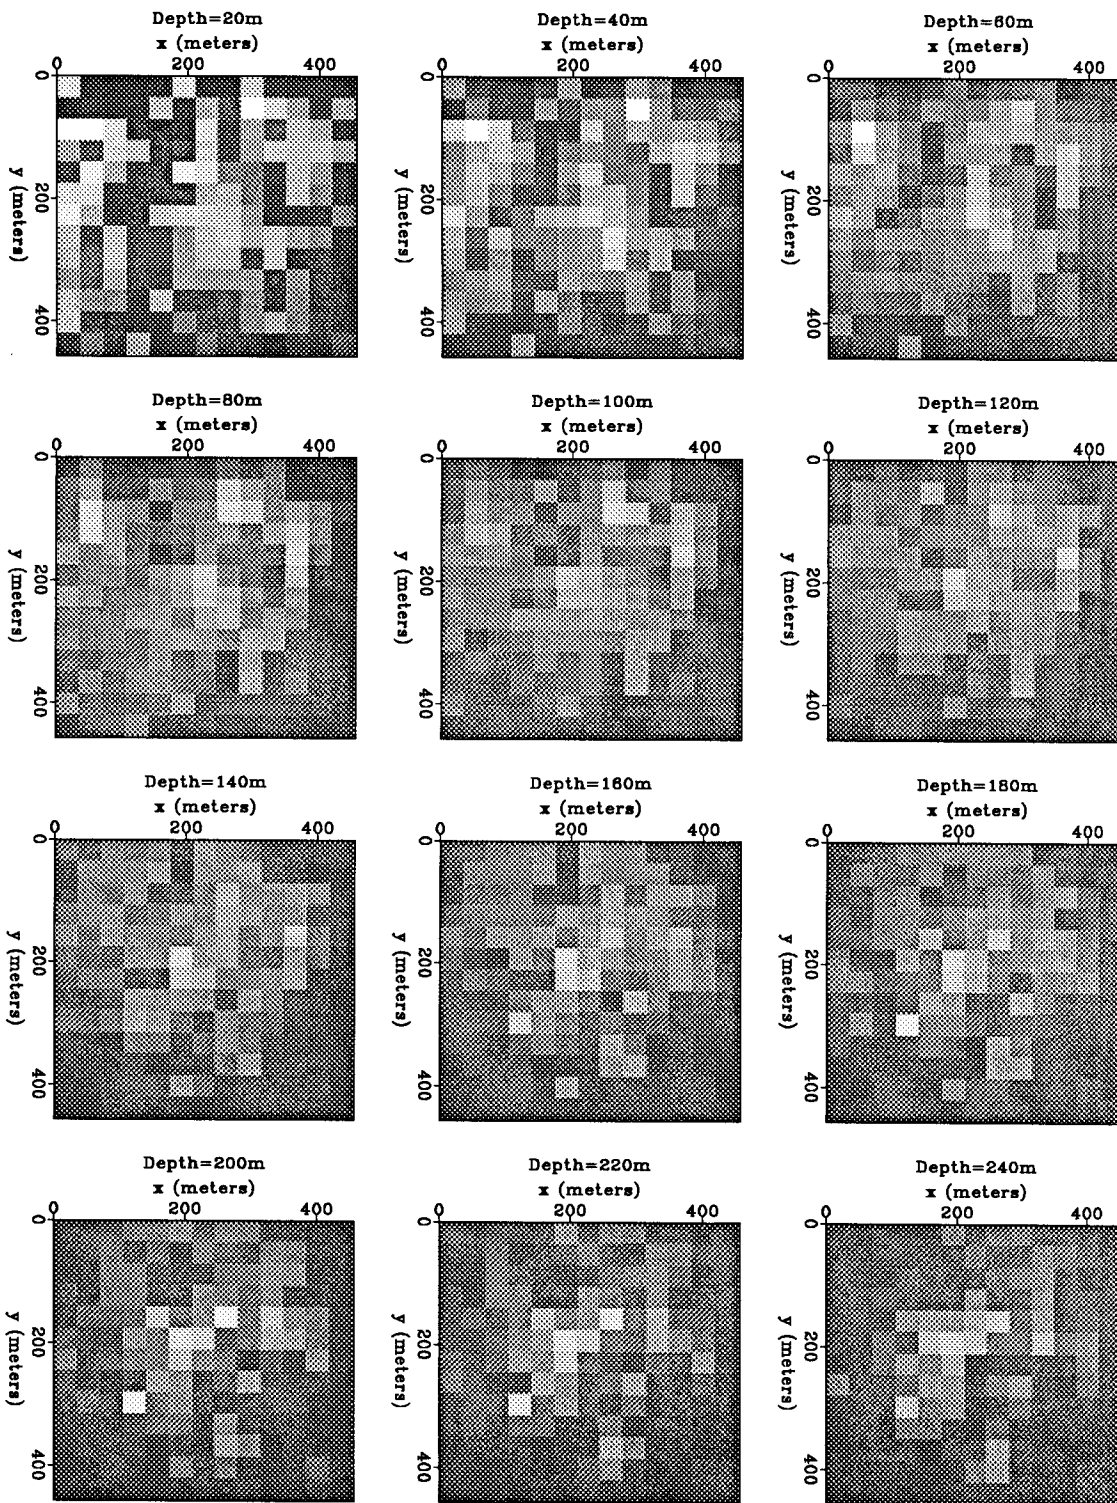 Depth=20m
x (meters)
0 200 400
0
200
400
y (meters)
Depth=40m
x (meters)
0 200 400
0
200
400
y (meters)
Depth=60m
x (meters)
0 200 400
0
200
400
y (meters)
Depth=80m
x (meters)
0 200 400
0
200
400
y (meters)
Depth=100m
x (meters)
0 200 400
0
200
400
y (meters)
Depth=120m
x (meters)
0 200 400
0
200
400
y (meters)
Depth=140m
x (meters)
0 200 400
0
200
400
y (meters)
Depth=160m
x (meters)
0 200 400
0
200
400
y (meters)
Depth=180m
x (meters)
0 200 400
0
200
400
y (meters)
Depth=200m
x (meters)
0 200 400
0
200
400
y (meters)
Depth=220m
x (meters)
0 200 400
0
200
400
y (meters)
Depth=240m
x (meters)
0 200 400
0
200
400
y (meters)